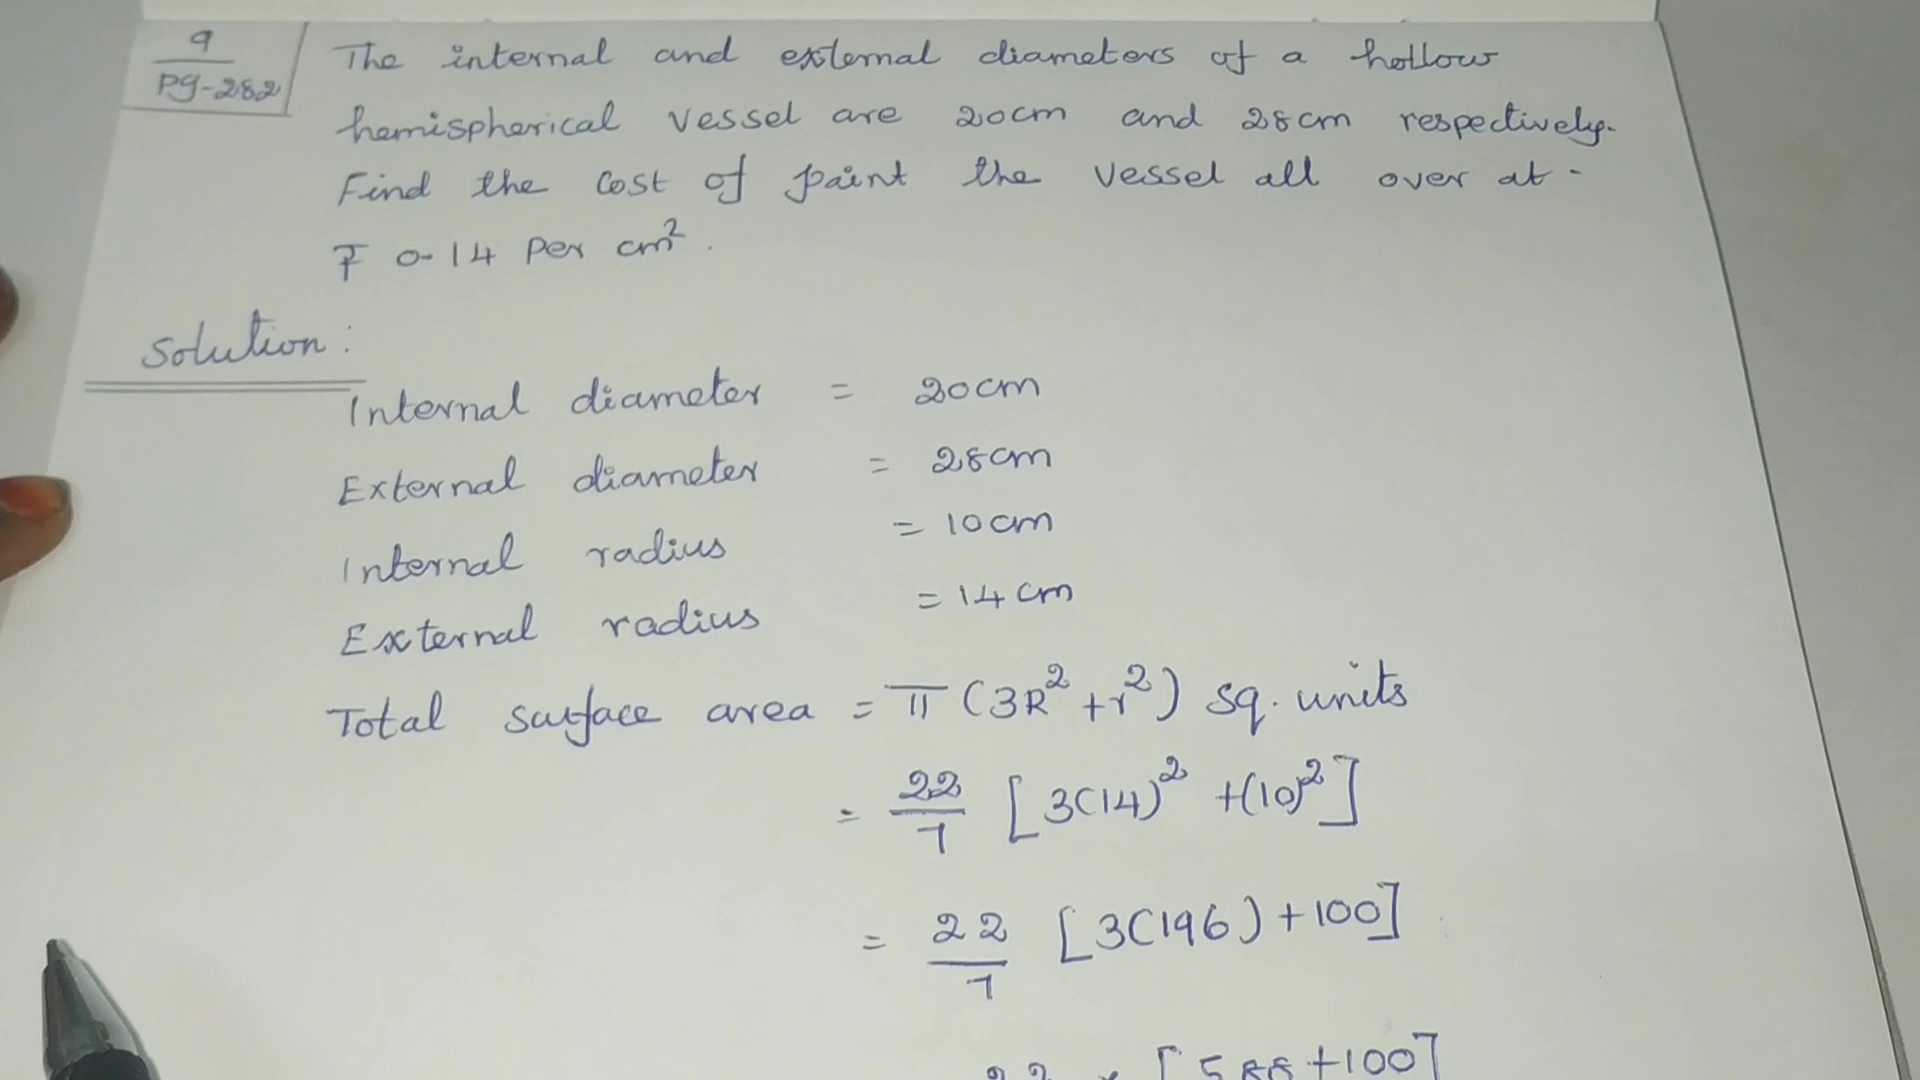 9
Pg-282
The internal and external diameters of a hollow
hemispherical vessel are 20cm and 28cm respectively.
Find the cost of paint the vessel all over at -
₹ 0-14 per cm².
Solution:
Internal diameter = 20cm
External diameter = 28cm
Internal radius = 10cm
External radius = 14cm
Total surface area = π (3R² + r²) sq. units
= 22/7 [3(14)² + (10)²]
= 22/7 [3(196) + 100]
22 × [588 + 100]